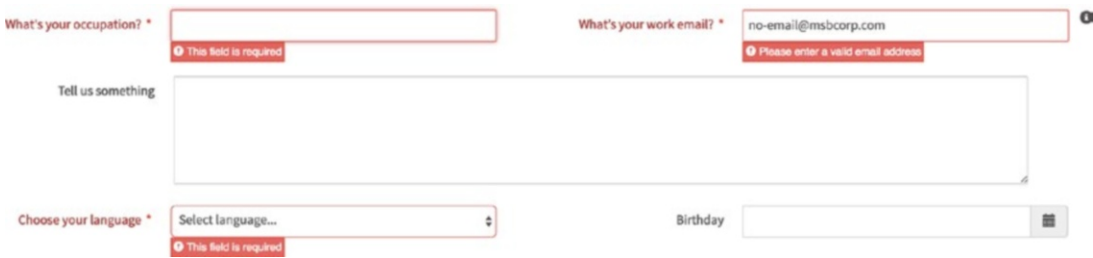 What's your occupation? *
What's your work email? * no-email@msbcorp.com
This field is required
Please enter a valid email address
Tell us something
Choose your language * Select language...
Birthday
This field is required